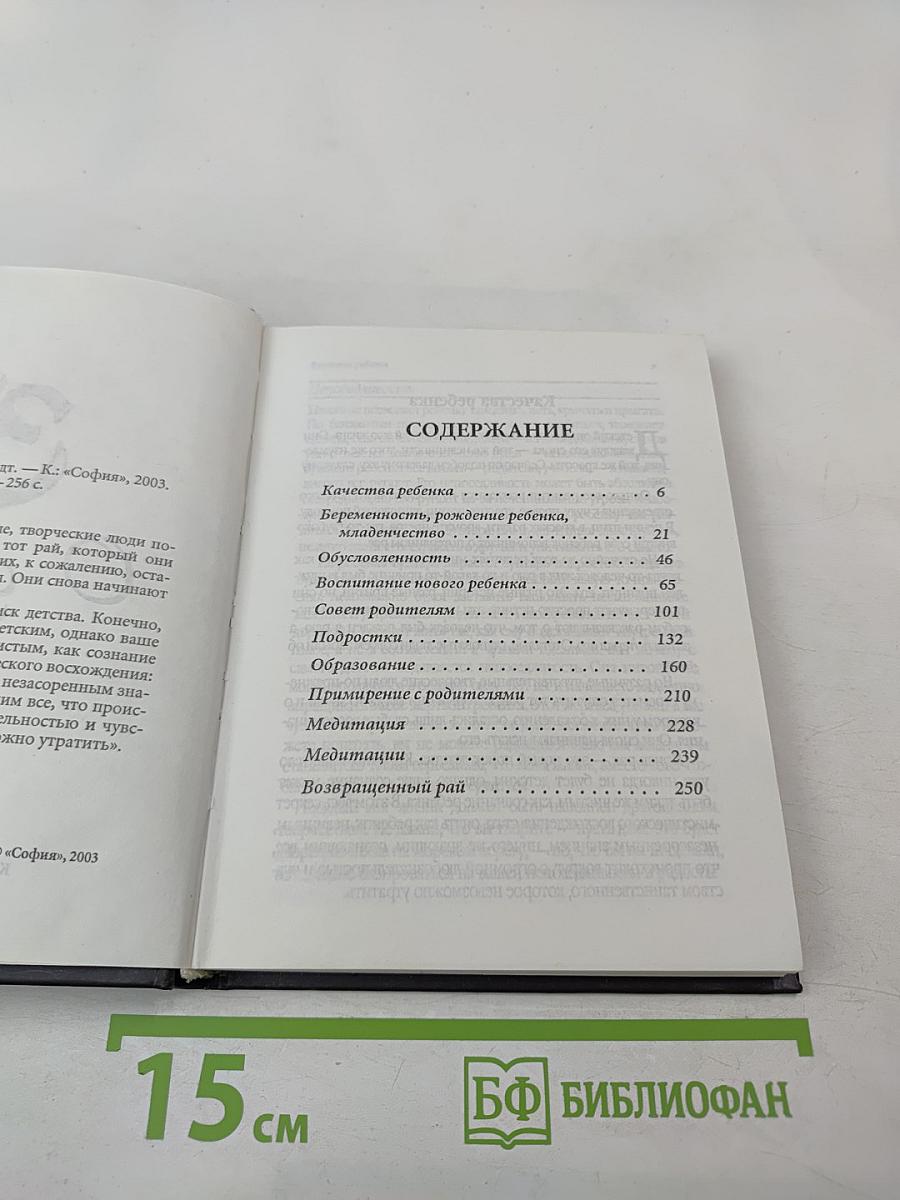 дт. — К.: «София», 2003.
– 256 с.
е, творческие люди по-
тот рай, который они
их, к сожалению, оста-
и. Они снова начинают
иск детства. Конечно,
етским, однако ваше
истым, как сознание
еского восхождения:
незасоренным зна-
им все, что проис-
ельностью и чувс-
ожно утратить».
© «София», 2003
СОДЕРЖАНИЕ
Качества ребенка . . . . . . . . . . . . . . . . . . . 6
Беременность, рождение ребенка,
младенчество . . . . . . . . . . . . . . . . . . . 21
Обусловленность . . . . . . . . . . . . . . . . . . . 46
Воспитание нового ребенка . . . . . . . . . . . . 65
Совет родителям . . . . . . . . . . . . . . . . . . 101
Подростки . . . . . . . . . . . . . . . . . . . . . . 132
Образование . . . . . . . . . . . . . . . . . . . . . 160
Примирение с родителями . . . . . . . . . . . . 210
Медитация . . . . . . . . . . . . . . . . . . . . . 228
Медитации . . . . . . . . . . . . . . . . . . . . . 239
Возвращенный рай . . . . . . . . . . . . . . . 250
15 см
БФ БИБЛИОФАН